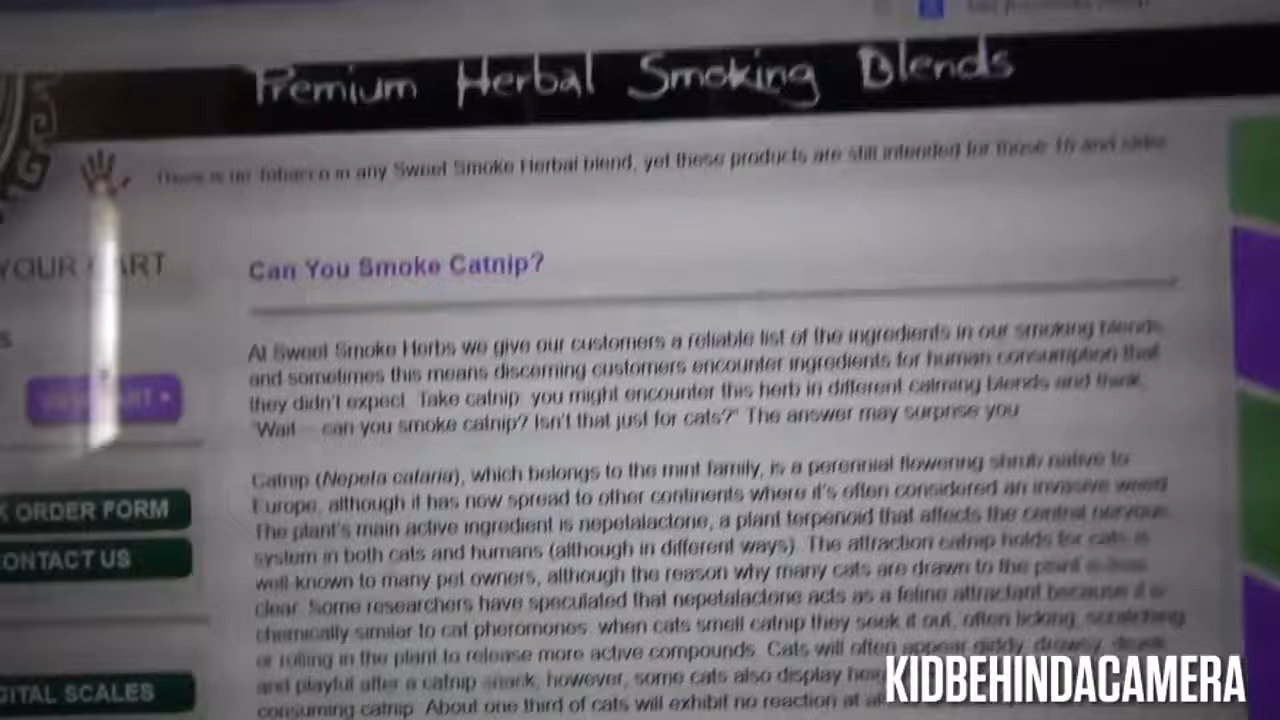 Premium Herbal Smoking Blends
There is no Tobacco in any Sweet Smoke Herbal blend, yet these products are still intended for those and older
YOUR CART
Can You Smoke Catnip?
At Sweet Smoke Herbs we give our customers a reliable list of the ingredients in our smoking blends
and sometimes this means discerning customers encounter ingredients for human consumption that
they didn't expect. Take catnip: you might encounter this herb in different calming blends and think,
VIEW CART
"Wait — can you smoke catnip? Isn't that just for cats?" The answer may surprise you
Catnip (Nepeta cataria), which belongs to the mint family, is a perennial flowering shrub native to
Europe, although it has now spread to other continents where it's often considered an invasive weed
ORDER FORM
The plant's main active ingredient is nepetalactone, a plant terpenoid that affects the central nervous
system in both cats and humans (although in different ways). The attraction catnip holds for cats is
ONTACT US
well-known to many pet owners, although the reason why many cats are drawn to the plant is less
clear. Some researchers have speculated that nepetalactone acts as a feline attractant because it is
chemically similar to cat pheromones: when cats smell catnip they seek it out, often licking, scratching
or rolling in the plant to release more active compounds. Cats will often appear giddy, drowsy,
GITAL SCALES
and playful after a catnip snack, however, some cats also display
consuming catnip. About one third of cats will exhibit no reaction at
KIDBEHINDACAMERA